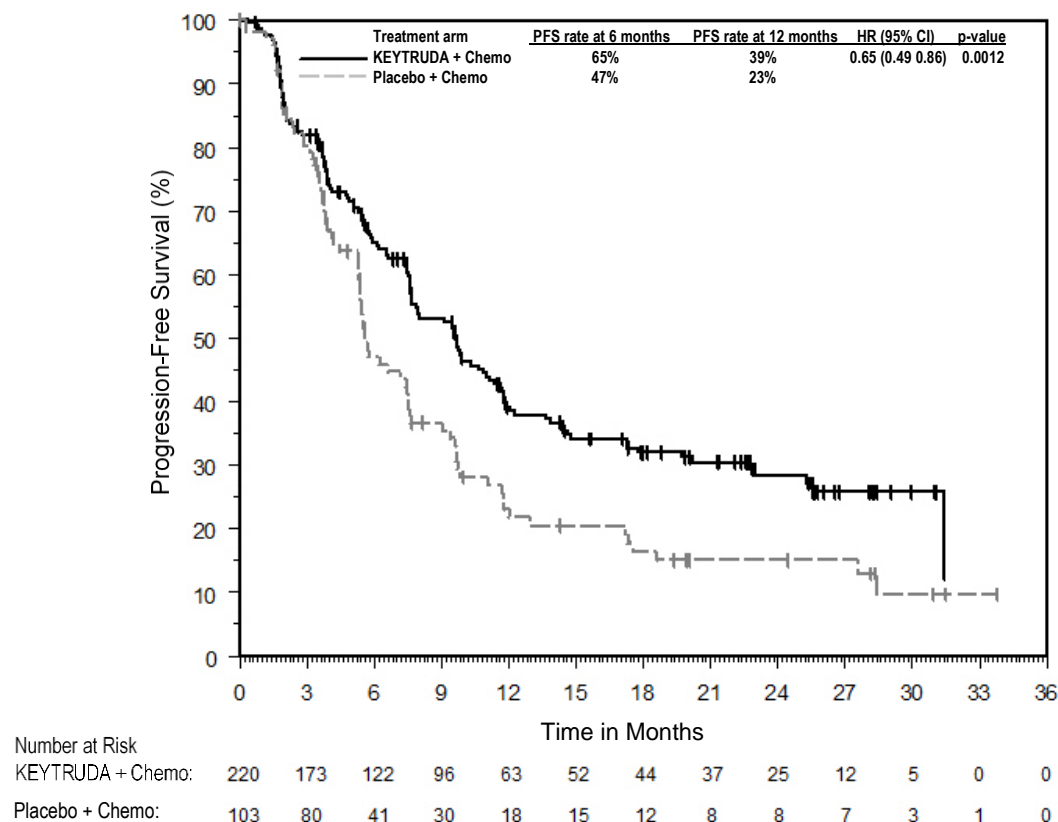 Treatment arm PFS rate at 6 months PFS rate at 12 months HR (95% CI) p-value
KEYTRUDA + Chemo 65% 39% 0.65 (0.49 0.86) 0.0012
Placebo + Chemo 47% 23%
100
90
80
70
60
50
40
30
20
10
0
Progression-Free Survival (%)
0 3 6 9 12 15 18 21 24 27 30 33 36
Time in Months
Number at Risk
KEYTRUDA + Chemo: 220 173 122 96 63 52 44 37 25 12 5 0 0
Placebo + Chemo: 103 80 41 30 18 15 12 8 8 7 3 1 0